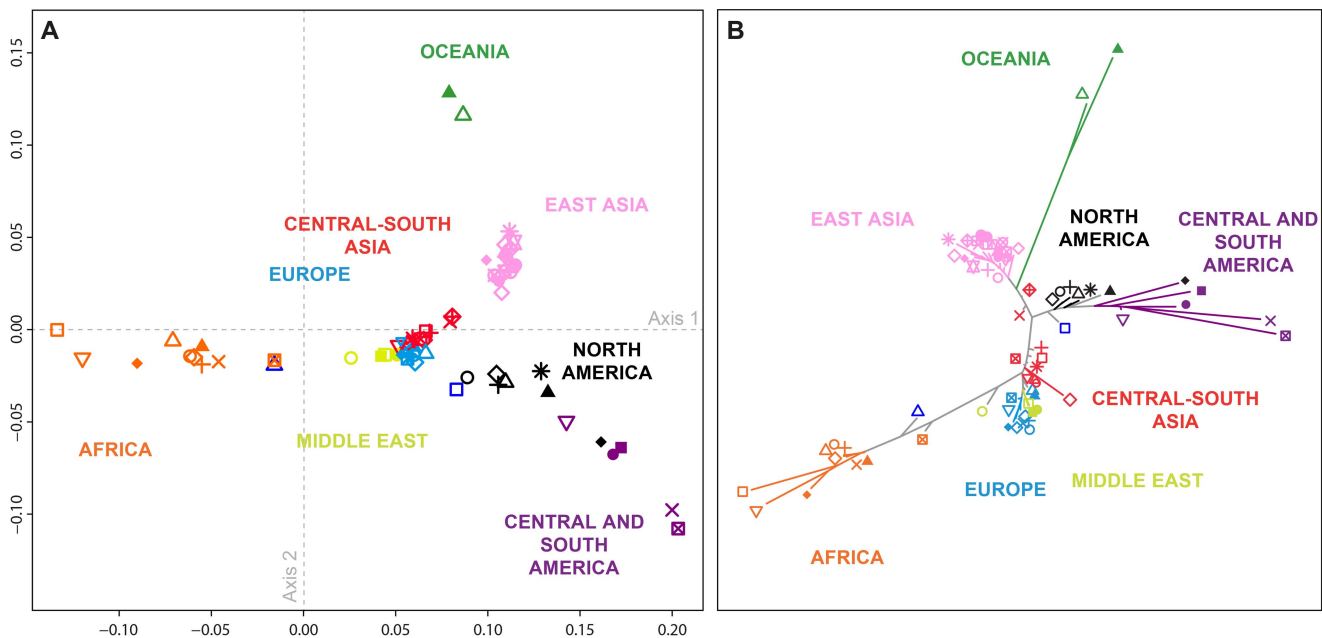 A
OCEANIA
EAST ASIA
CENTRAL-SOUTH
ASIA
EUROPE
Axis 1
NORTH
AMERICA
MIDDLE EAST
AFRICA
CENTRAL AND
SOUTH
AMERICA
Axis 2
0.15
0.10
0.05
0.00
−0.05
−0.10
−0.10
−0.05
0.00
0.05
0.10
0.15
0.20
B
OCEANIA
EAST ASIA
NORTH
AMERICA
CENTRAL AND
SOUTH
AMERICA
CENTRAL-SOUTH
ASIA
EUROPE
MIDDLE EAST
AFRICA